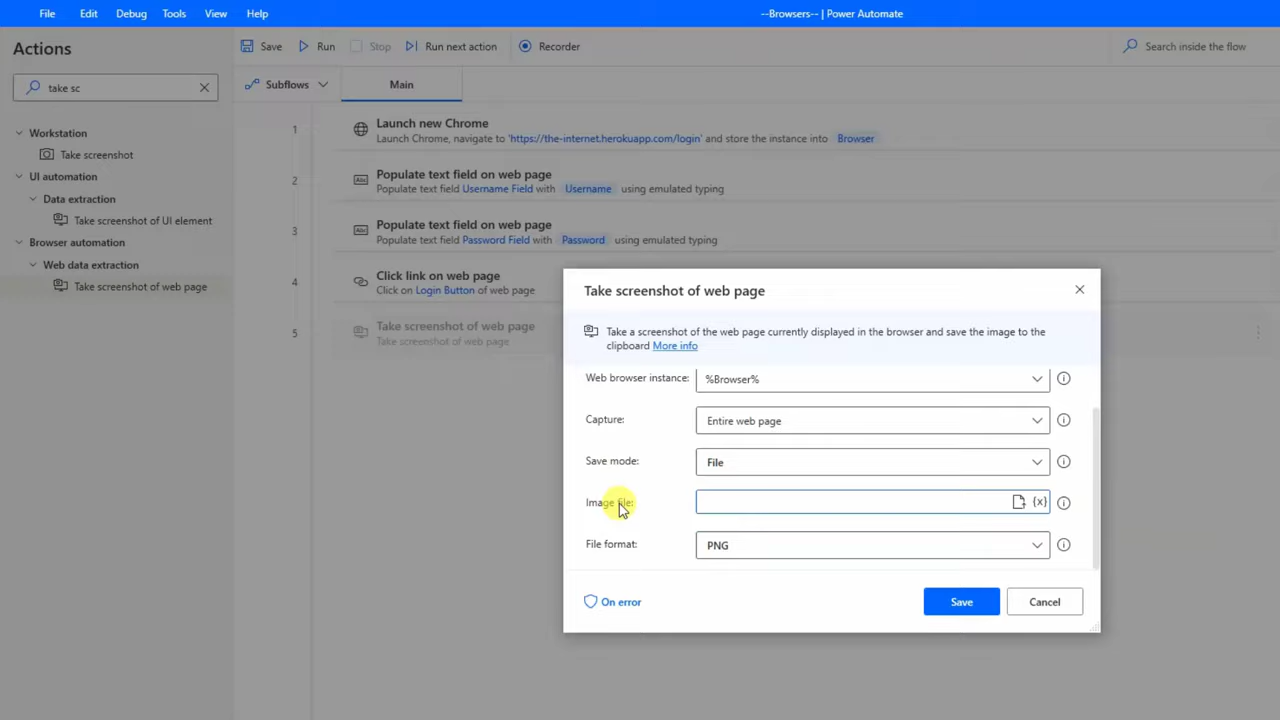 File Edit Debug Tools View Help --Browsers-- | Power Automate
Actions
Save Run Stop Run next action Recorder Search inside the flow
take sc
Subflows Main
Workstation
Take screenshot
UI automation
Data extraction
Take screenshot of UI element
Browser automation
Web data extraction
Take screenshot of web page
1 Launch new Chrome
Launch Chrome, navigate to 'https://the-internet.herokuapp.com/login' and store the instance into Browser
2 Populate text field on web page
Populate text field Username Field with Username using emulated typing
3 Populate text field on web page
Populate text field Password Field with Password using emulated typing
4 Click link on web page
Click on Login Button of web page
5 Take screenshot of web page
Take screenshot of web page
Take screenshot of web page
Take a screenshot of the web page currently displayed in the browser and save the image to the
clipboard More info
Web browser instance: %Browser%
Capture: Entire web page
Save mode: File
Image file: {x}
File format: PNG
On error Save Cancel